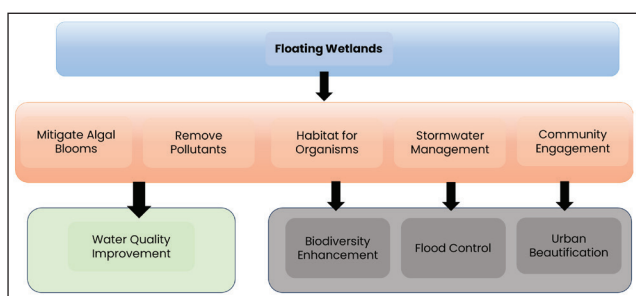 Floating Wetlands
Mitigate Algal
Blooms
Remove
Pollutants
Habitat for
Organisms
Stormwater
Management
Community
Engagement
Water Quality
Improvement
Biodiversity
Enhancement
Flood Control
Urban
Beautification